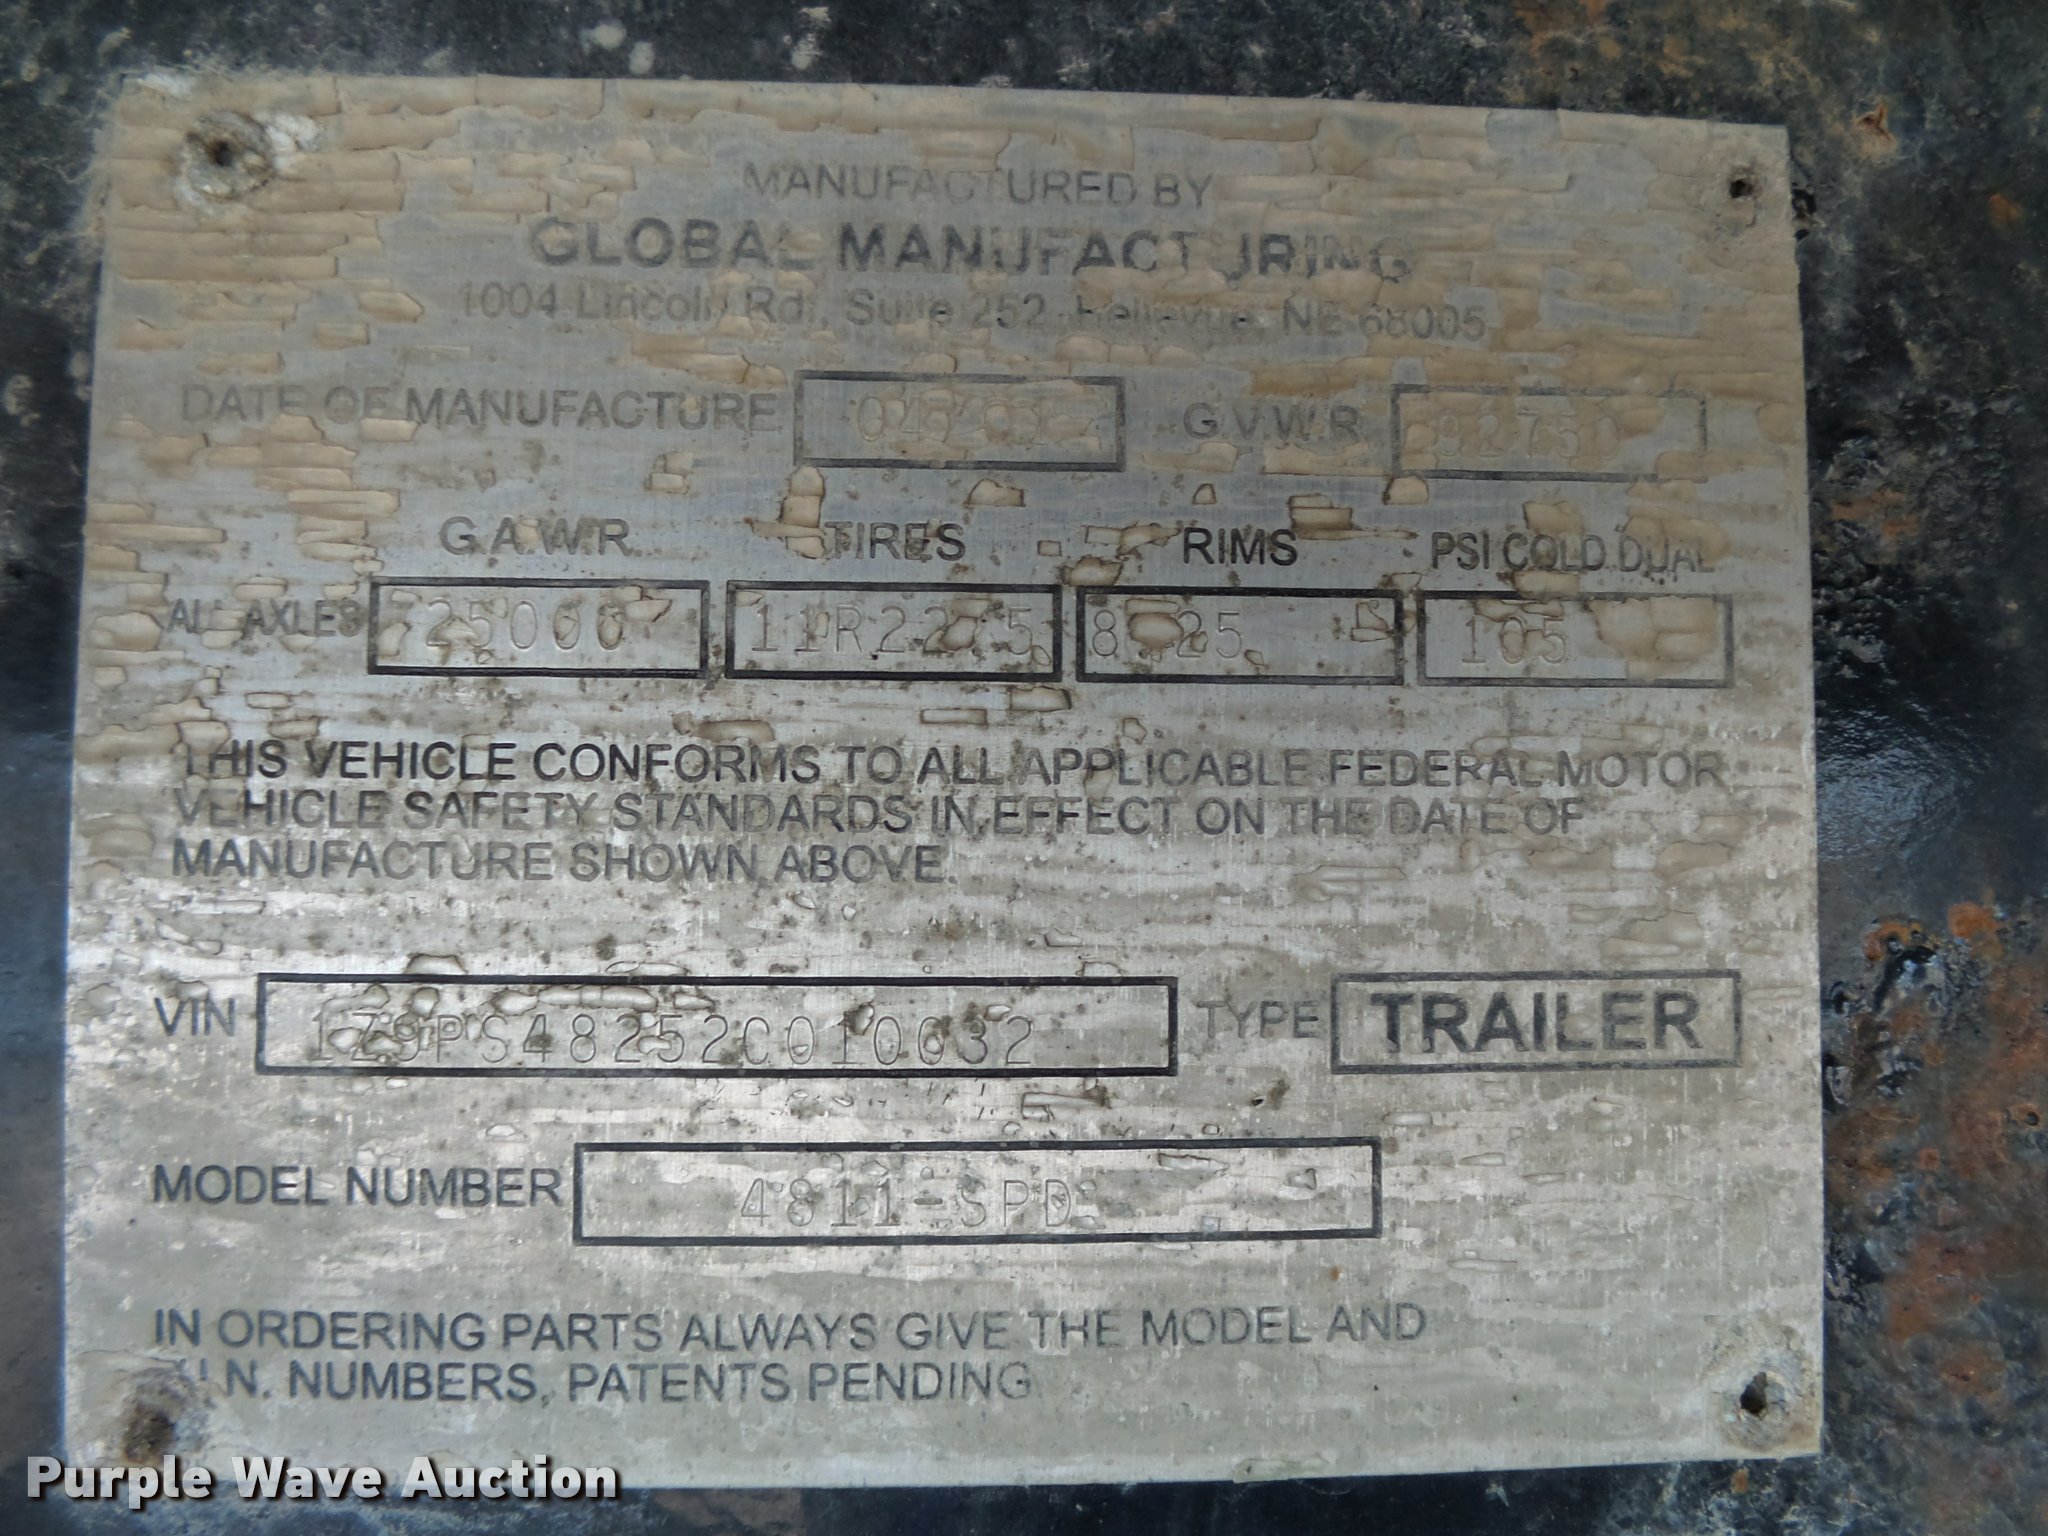 MANUFACTURED BY
GLOBAL MANUFACTURING
1004 Lincoln Rd., Suite 252, Bellevue, NE 68005
DATE OF MANUFACTURE G.V.W.R.
G.A.W.R. TIRES RIMS PSI COLD DUAL
ALL AXLES 25000 11R22.5 8.25 105
THIS VEHICLE CONFORMS TO ALL APPLICABLE FEDERAL MOTOR
VEHICLE SAFETY STANDARDS IN EFFECT ON THE DATE OF
MANUFACTURE SHOWN ABOVE.
VIN 1Z9PS48252C010032 TYPE TRAILER
MODEL NUMBER 4811-SPD
IN ORDERING PARTS ALWAYS GIVE THE MODEL AND
V.I.N. NUMBERS, PATENTS PENDING
Purple Wave Auction